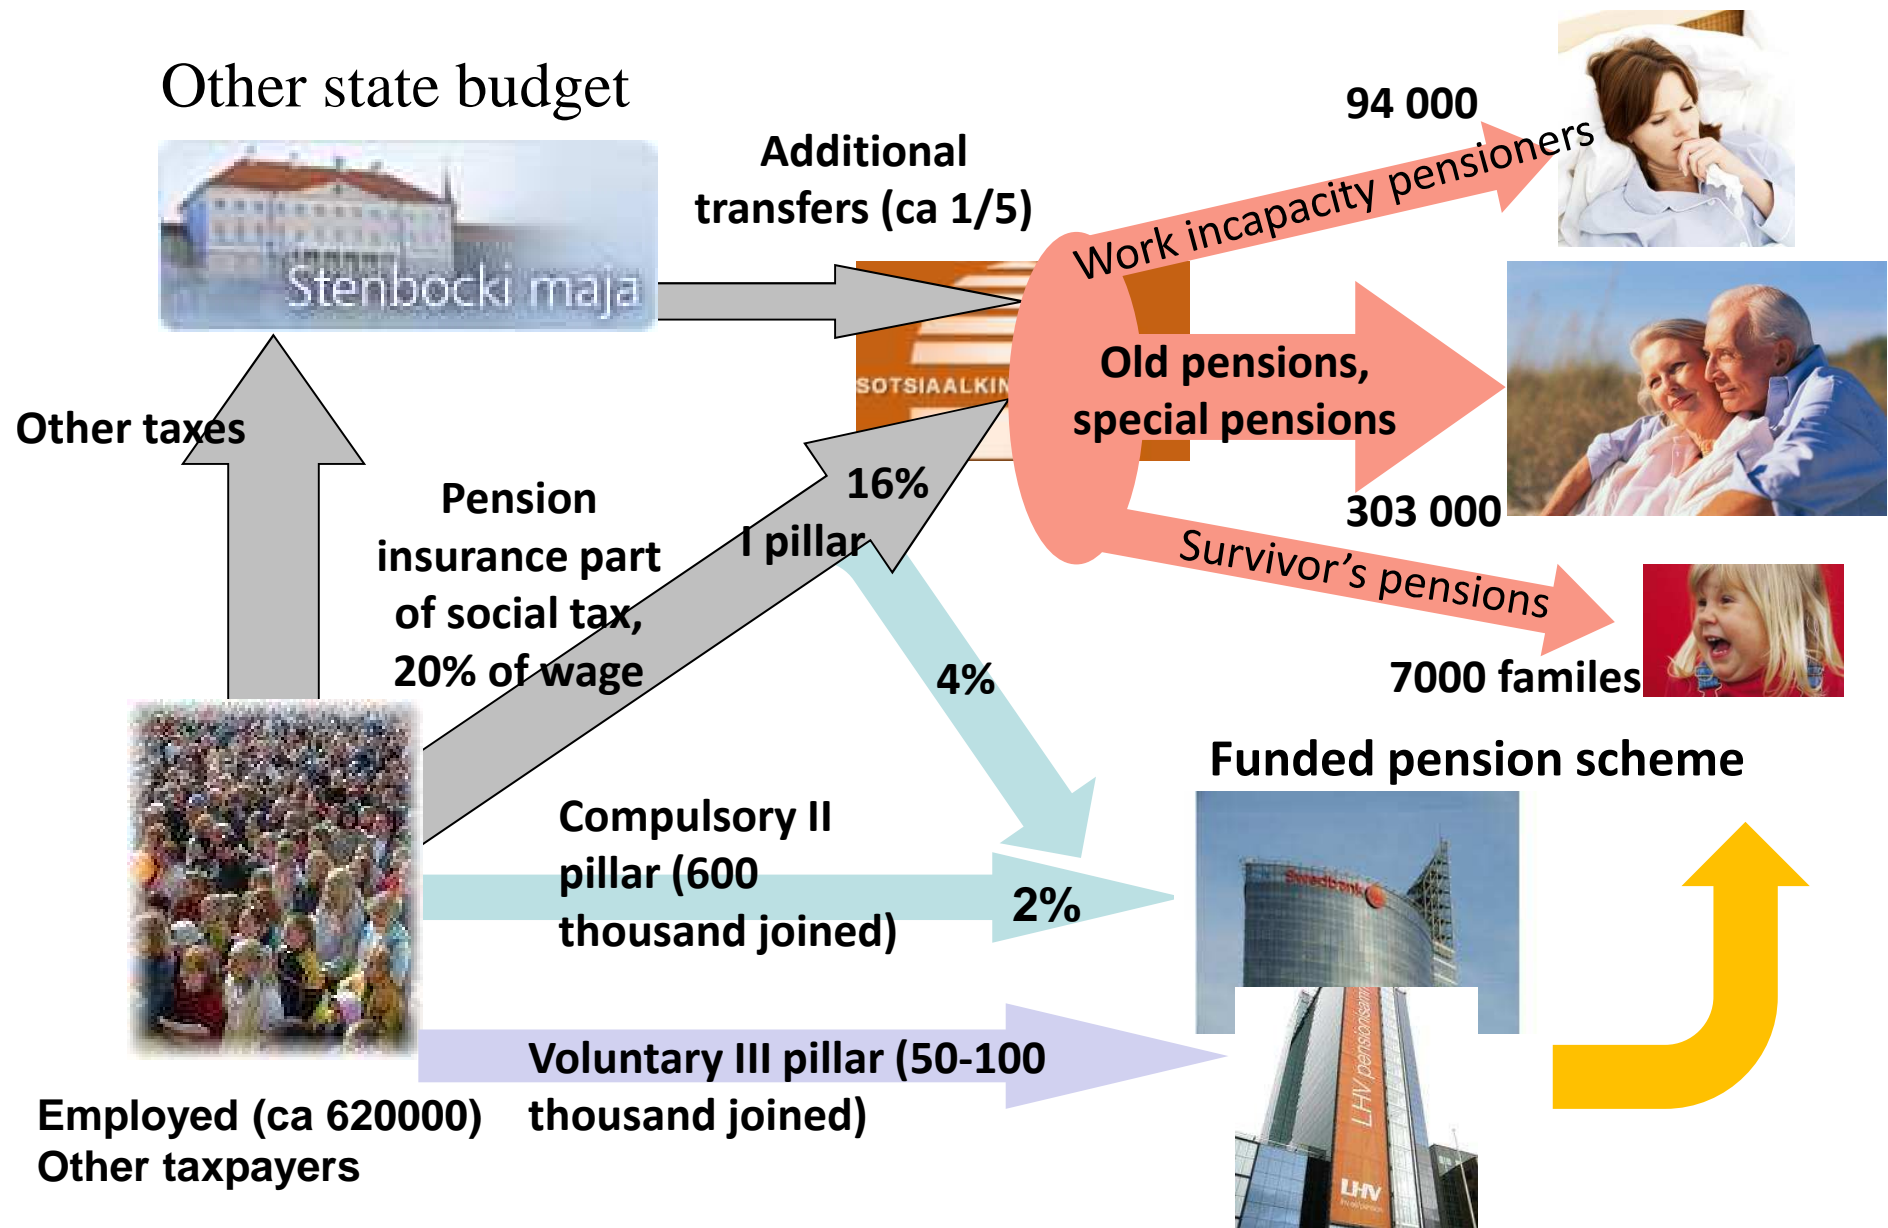 Other state budget
Stenbocki maja
Additional
transfers (ca 1/5)
94 000
Work incapacity pensioners
SOTSIAALKIN
Old pensions,
special pensions
303 000
Survivor's pensions
7000 familes
Other taxes
Pension
insurance part
of social tax,
20% of wage
16%
I pillar
4%
Funded pension scheme
Compulsory II
pillar (600
thousand joined)
2%
Swedbank
Voluntary III pillar (50-100
thousand joined)
LHV pensionisamm
LHV
Employed (ca 620000)
Other taxpayers